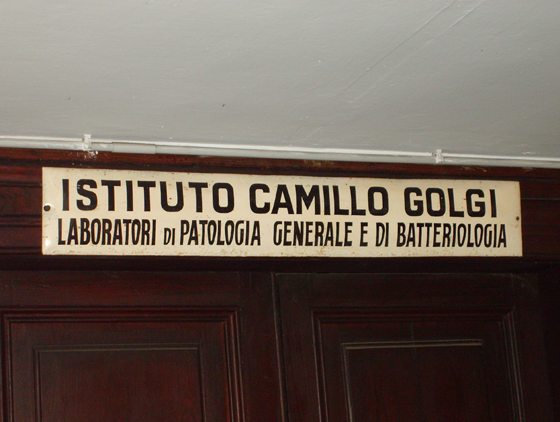 ISTITUTO CAMILLO GOLGI
LABORATORI DI PATOLOGIA GENERALE E DI BATTERIOLOGIA